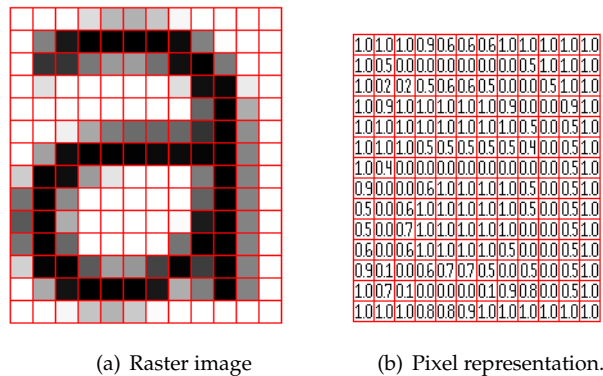 1.0 1.0 1.0 0.9 0.6 0.6 0.6 1.0 1.0 1.0 1.0 1.0
1.0 0.5 0.0 0.0 0.0 0.0 0.0 0.0 0.5 1.0 1.0 1.0
1.0 0.2 0.2 0.5 0.6 0.6 0.5 0.0 0.0 0.5 1.0 1.0
1.0 0.9 1.0 1.0 1.0 1.0 1.0 0.9 0.0 0.0 0.9 1.0
1.0 1.0 1.0 1.0 1.0 1.0 1.0 1.0 0.5 0.0 0.5 1.0
1.0 1.0 1.0 0.5 0.5 0.5 0.5 0.5 0.4 0.0 0.5 1.0
1.0 0.4 0.0 0.0 0.0 0.0 0.0 0.0 0.0 0.0 0.5 1.0
0.9 0.0 0.0 0.6 1.0 1.0 1.0 1.0 0.5 0.0 0.5 1.0
0.5 0.0 0.6 1.0 1.0 1.0 1.0 1.0 0.5 0.0 0.5 1.0
0.5 0.0 0.7 1.0 1.0 1.0 1.0 1.0 0.0 0.0 0.5 1.0
0.6 0.0 0.6 1.0 1.0 1.0 1.0 0.5 0.0 0.0 0.5 1.0
0.9 0.1 0.0 0.6 0.7 0.7 0.5 0.0 0.5 0.0 0.5 1.0
1.0 0.7 0.1 0.0 0.0 0.0 0.1 0.9 0.8 0.0 0.5 1.0
1.0 1.0 1.0 0.8 0.8 0.9 1.0 1.0 1.0 1.0 1.0 1.0
(a) Raster image
(b) Pixel representation.